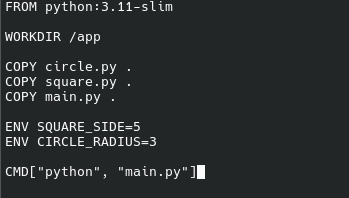 FROM python:3.11-slim
WORKDIR /app
COPY circle.py .
COPY square.py .
COPY main.py .
ENV SQUARE_SIDE=5
ENV CIRCLE_RADIUS=3
CMD["python", "main.py"]